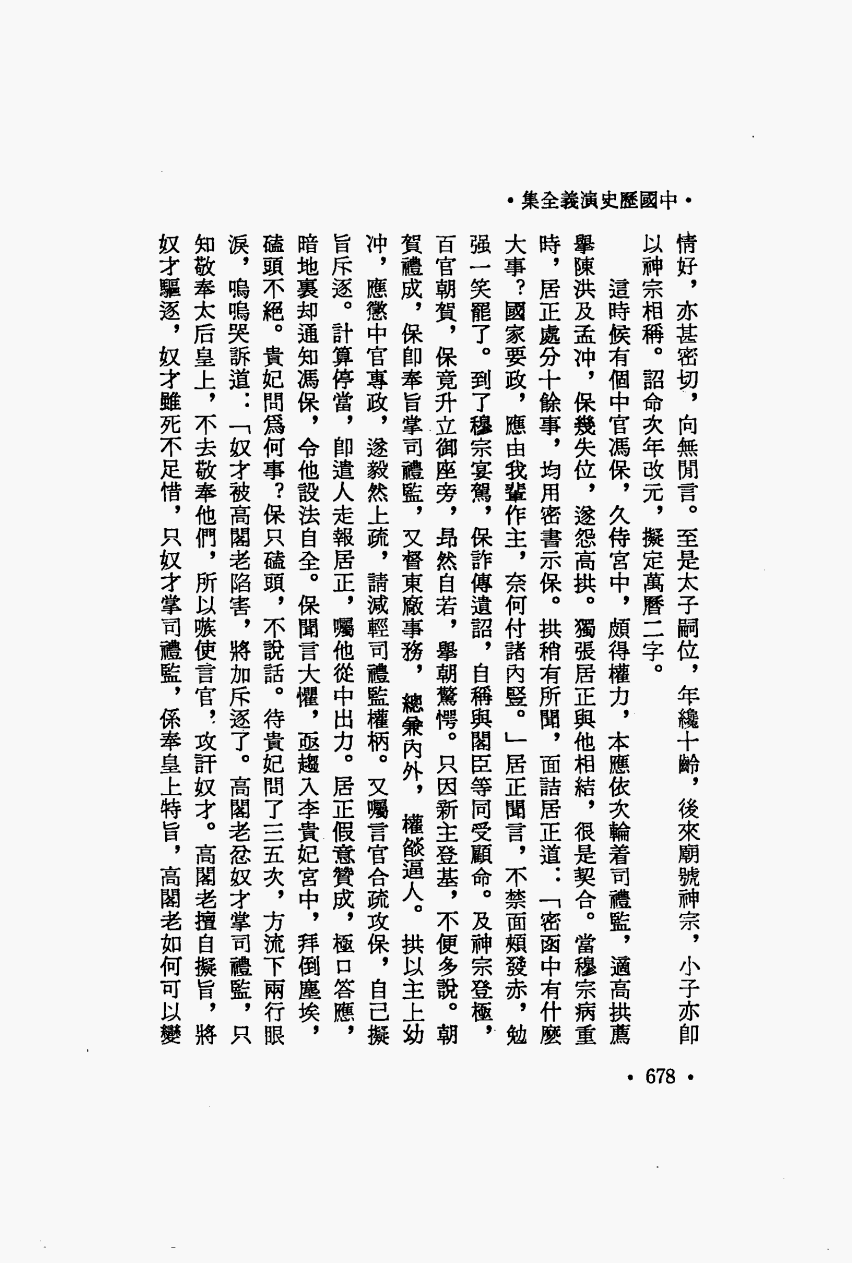 •中國歷史演義全集•
情好，亦甚密切，向無閒言。至是太子嗣位，年纔十齡，後來廟號神宗，小子亦卽
以神宗相稱。詔命次年改元，擬定萬曆二字。
這時候有個中官馮保，久侍宮中，頗得權力，本應依次輪着司禮監，適高拱薦
舉陳洪及孟冲，保幾失位，遂怨高拱。獨張居正與他相結，很是契合。當穆宗病重
時，居正處分十餘事，均用密書示保。拱稍有所聞，面詰居正道：「密函中有什麼
大事？國家要政，應由我輩作主，奈何付諸內豎。」居正聞言，不禁面頰發赤，勉
强一笑罷了。到了穆宗宴駕，保詐傳遺詔，自稱與閣臣等同受顧命。及神宗登極，
百官朝賀，保竟升立御座旁，昂然自若，舉朝驚愕。只因新主登基，不便多說。朝
賀禮成，保卽奉旨掌司禮監，又督東廠事務，總兼內外，權燄逼人。拱以主上幼
冲，應懲中官專政，遂毅然上疏，請減輕司禮監權柄。又囑言官合疏攻保，自己擬
旨斥逐。計算停當，卽遣人走報居正，囑他從中出力。居正假意贊成，極口答應，
暗地裏却通知馮保，令他設法自全。保聞言大懼，亟趨入李貴妃宮中，拜倒塵埃，
磕頭不絕。貴妃問爲何事？保只磕頭，不說話。待貴妃問了三五次，方流下兩行眼
淚，嗚嗚哭訴道：「奴才被高閣老陷害，將加斥逐了。高閣老忿奴才掌司禮監，只
知敬奉太后皇上，不去敬奉他們，所以嗾使言官，攻訐奴才。高閣老擅自擬旨，將
奴才驅逐，奴才雖死不足惜，只奴才掌司禮監，係奉皇上特旨，高閣老如何可以變
• 678 •